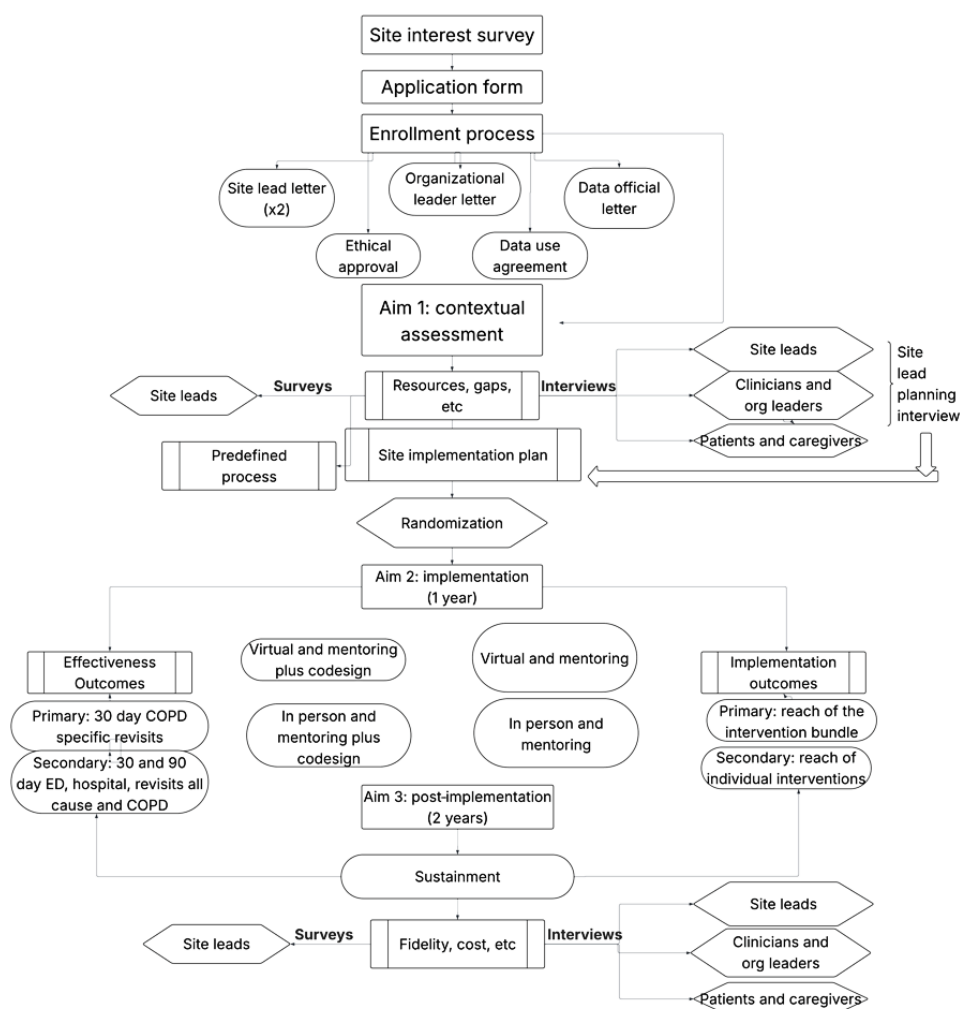 Site interest survey
Application form
Enrollment process
Site lead letter
(x2)
Organizational
leader letter
Data official
letter
Ethical
approval
Data use
agreement
Aim 1: contextual
assessment
Site leads
Surveys
Resources, gaps,
etc
Interviews
Site leads
Clinicians and
org leaders
Patients and caregivers
Site
lead
planning
interview
Predefined
process
Site implementation plan
Randomization
Aim 2: implementation
(1 year)
Effectiveness
Outcomes
Primary: 30 day COPD
specific revisits
Secondary: 30 and 90
day ED, hospital, revisits all
cause and COPD
Virtual and mentoring
plus codesign
Virtual and mentoring
In person and
mentoring plus
codesign
In person and
mentoring
Implementation
outcomes
Primary: reach of the
intervention bundle
Secondary: reach of
individual interventions
Aim 3: post-implementation
(2 years)
Sustainment
Site leads
Surveys
Fidelity, cost, etc
Interviews
Site leads
Clinicians and
org leaders
Patients and caregivers